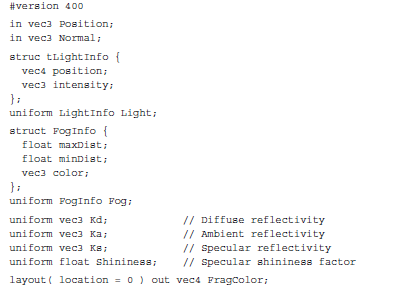 #version 400
in vec3 Position;
in vec3 Normal;
struc tLightInfo {
vec4 position;
vec3 intensity;
};
uniform LightInfo Light;
struct FogInfo {
float maxDist;
float minDist;
vec3 color;
};
uniform FogInfo Fog;
uniform vec3 Kd; // Diffuse reflectivity
uniform vec3 Ka; // Ambient reflectivity
uniform vec3 Ks; // Specular reflectivity
uniform float Shininess; // Specular shininess factor
layout( location = 0 ) out vec4 FragColor;